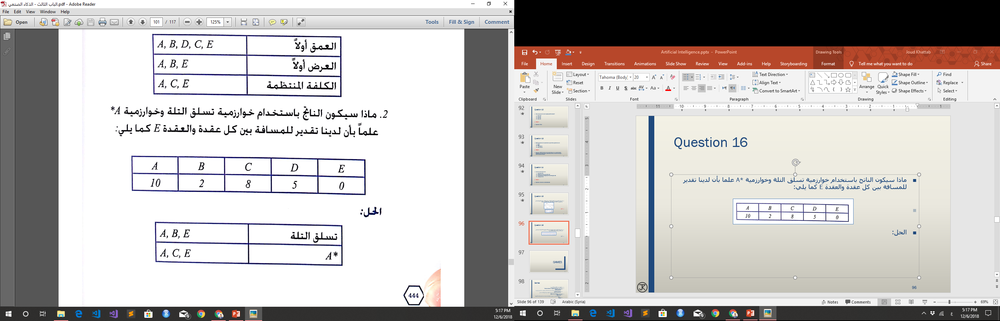 الباب الثالث - الذكاء الصنعي.pdf - Adobe Reader
File Edit View Window Help
Open 101 / 117 125% Tools Fill & Sign Comment
العمق أولاً A, B, D, C, E
العرض أولاً A, B, E
الكلفة المنتظمة A, C, E
2. ماذا سيكون الناتج باستخدام خوارزمية تسلق التلة وخوارزمية A*
علماً بأن لدينا تقدير للمسافة بين كل عقدة والعقدة E كما يلي:
A B C D E
10 2 8 5 0
الحل:
تسلق التلة A, B, E
A* A, C, E
444
9
5:17 PM
12/6/2018
Artificial Intelligence.pptx - PowerPoint
Drawing Tools
Joud Khattab
File Home Insert Design Transitions Animations Slide Show Review View Add-ins Help Storyboarding Format Tell me what you want to do Share
Paste
New Slide
Layout
Reset
Section
Tahoma (Body) 20
B I U S abc AV Aa A
Text Direction
Align Text
Convert to SmartArt
Arrange
Quick Styles
Shape Fill
Shape Outline
Shape Effects
Find
Replace
Select
Clipboard Slides Font Paragraph Drawing Editing
92
93
94
95
96
97
GAMES
98
Games
Question 16
ماذا سيكون الناتج باستخدام خوارزمية تسلق التلة وخوارزمية A* علما بأن لدينا تقدير
للمسافة بين كل عقدة والعقدة E كما يلي:
A B C D E
10 2 8 5 0
الحل:
JK
96
Slide 96 of 139 Arabic (Syria) Notes Comments 69%
9
ع
5:17 PM
12/6/2018